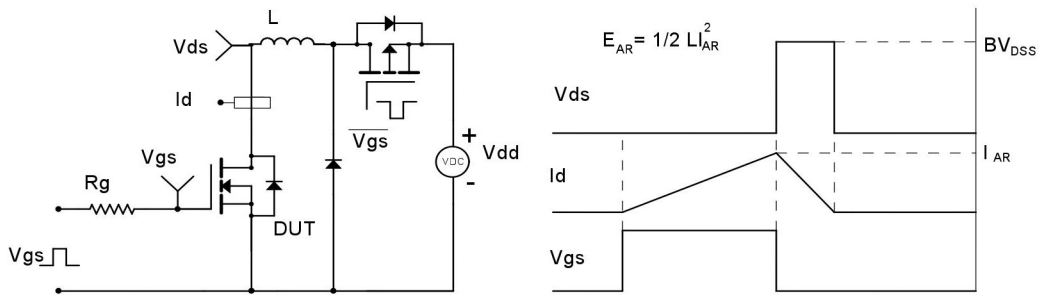 L
Vds
Id
Vgs
Vgs
+
VDC
Vdd
-
Rg
DUT
Vgs
E_AR = 1/2 LI_AR^2
BV_DSS
Vds
I_AR
Id
Vgs